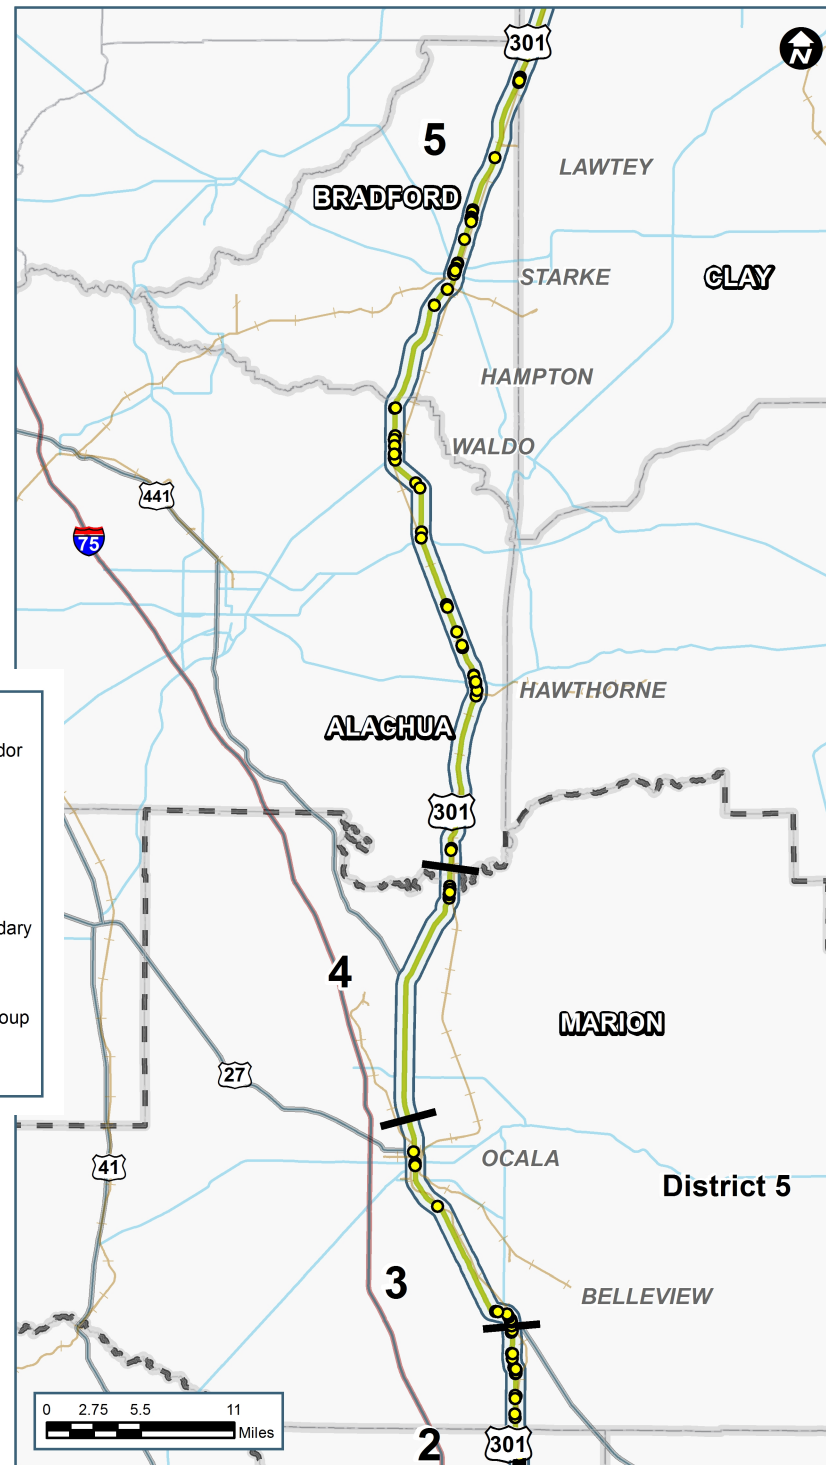 301
N
5
LAWTEY
BRADFORD
STARKE
CLAY
HAMPTON
WALDO
441
75
HAWTHORNE
ALACHUA
dor
301
dary
4
oup
MARION
27
41
OCALA
District 5
3
BELLEVIEW
0 2.75 5.5 11
Miles
2
301